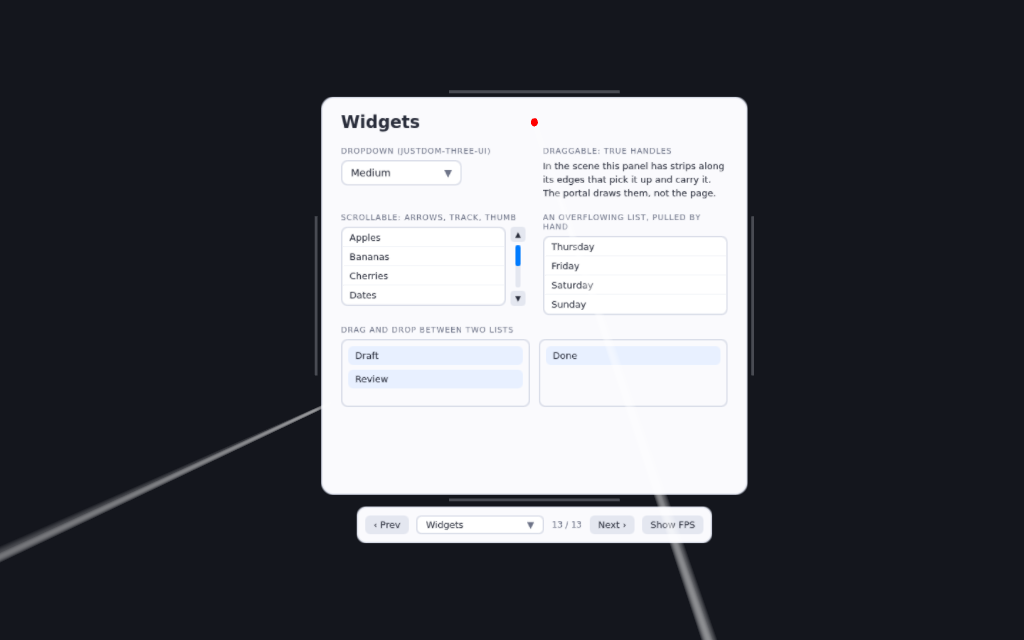 Widgets
DROPDOWN (JUSTDOM-THREE-UI)
Medium ▼
DRAGGABLE: TRUE HANDLES
In the scene this panel has strips along
its edges that pick it up and carry it.
The portal draws them, not the page.
SCROLLABLE: ARROWS, TRACK, THUMB
Apples
Bananas
Cherries
Dates
▲
▼
AN OVERFLOWING LIST, PULLED BY
HAND
Thursday
Friday
Saturday
Sunday
DRAG AND DROP BETWEEN TWO LISTS
Draft
Review
Done
‹ Prev
Widgets ▼
13 / 13
Next ›
Show FPS